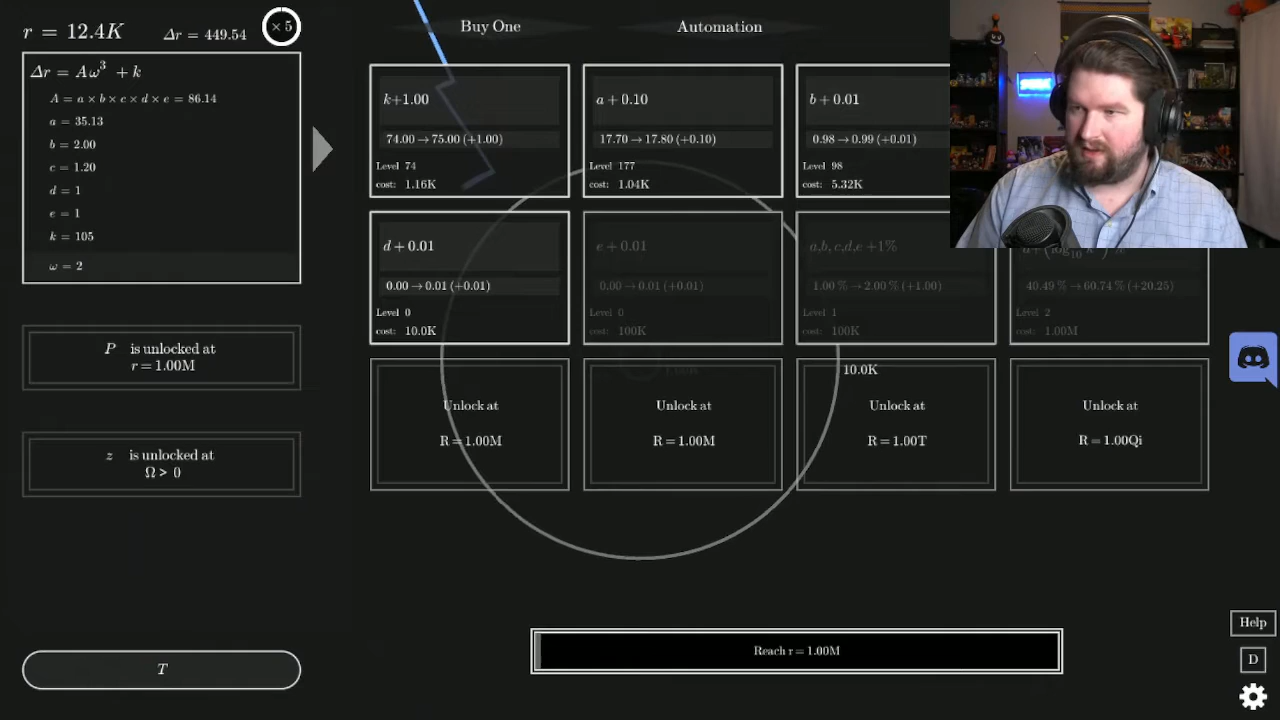 r = 12.4K
Δr = 449.54
× 5
Buy One
Automation
Δr = Aω³ + k
A = a × b × c × d × e = 86.14
a = 35.13
b = 2.00
c = 1.20
d = 1
e = 1
k = 105
ω = 2
k+1.00
74.00 → 75.00 (+1.00)
Level 74
cost: 1.16K
a + 0.10
17.70 → 17.80 (+0.10)
Level 177
cost: 1.04K
b + 0.01
0.98 → 0.99 (+0.01)
Level 98
cost: 5.32K
d + 0.01
0.00 → 0.01 (+0.01)
Level 0
cost: 10.0K
e + 0.01
0.00 → 0.01 (+0.01)
Level 0
cost: 100K
a,b, c,d,e +1%
1.00 % → 2.00 % (+1.00)
Level 1
cost: 100K
40.49 % → 60.74 % (+20.25)
Level 2
cost: 1.00M
P is unlocked at
r = 1.00M
10.0K
Unlock at
R = 1.00M
Unlock at
R = 1.00M
Unlock at
R = 1.00T
Unlock at
R = 1.00Qi
z is unlocked at
Ω > 0
T
Reach r = 1.00M
Help
D